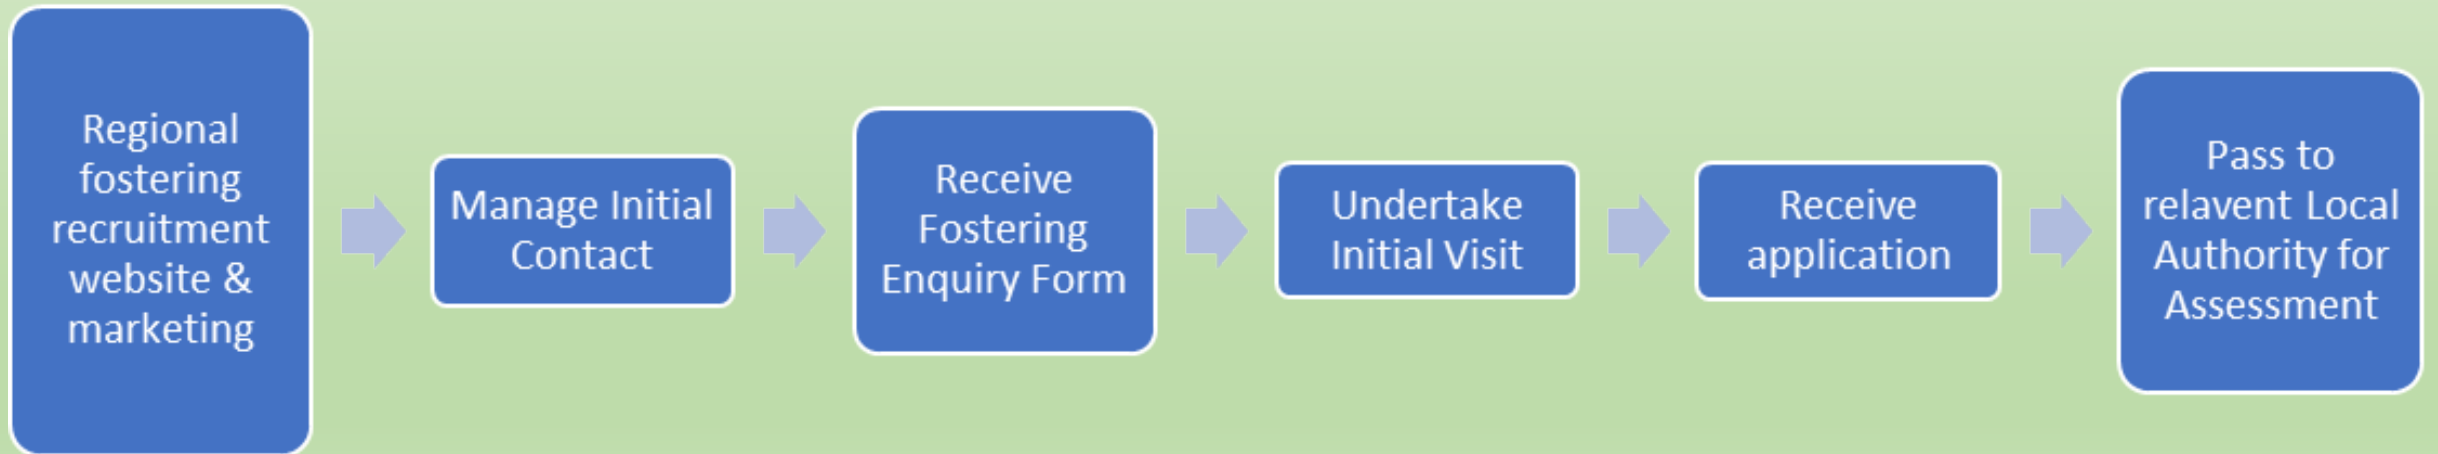 Regional
fostering
recruitment
website &
marketing
Manage Initial
Contact
Receive
Fostering
Enquiry Form
Undertake
Initial Visit
Receive
application
Pass to
relavent Local
Authority for
Assessment